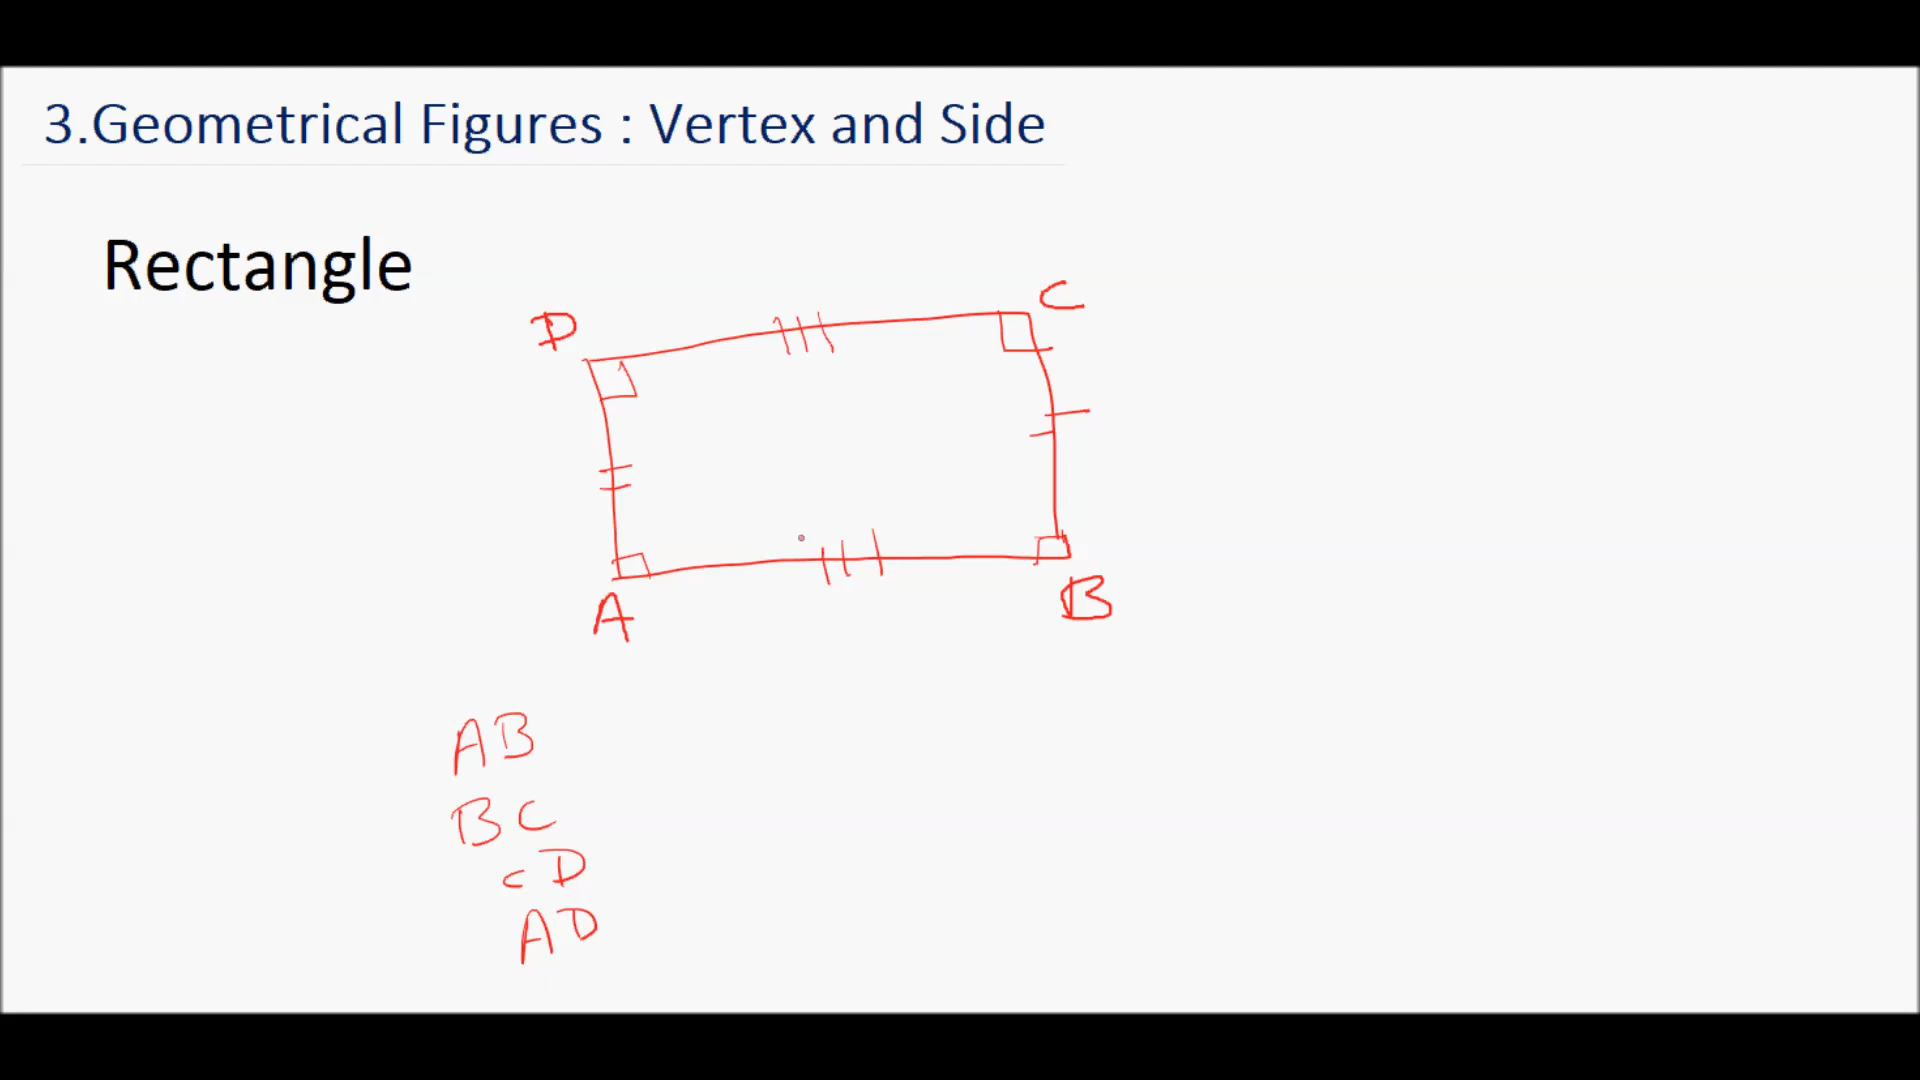 3.Geometrical Figures : Vertex and Side
Rectangle
D
C
A
B
AB
BC
CD
AD